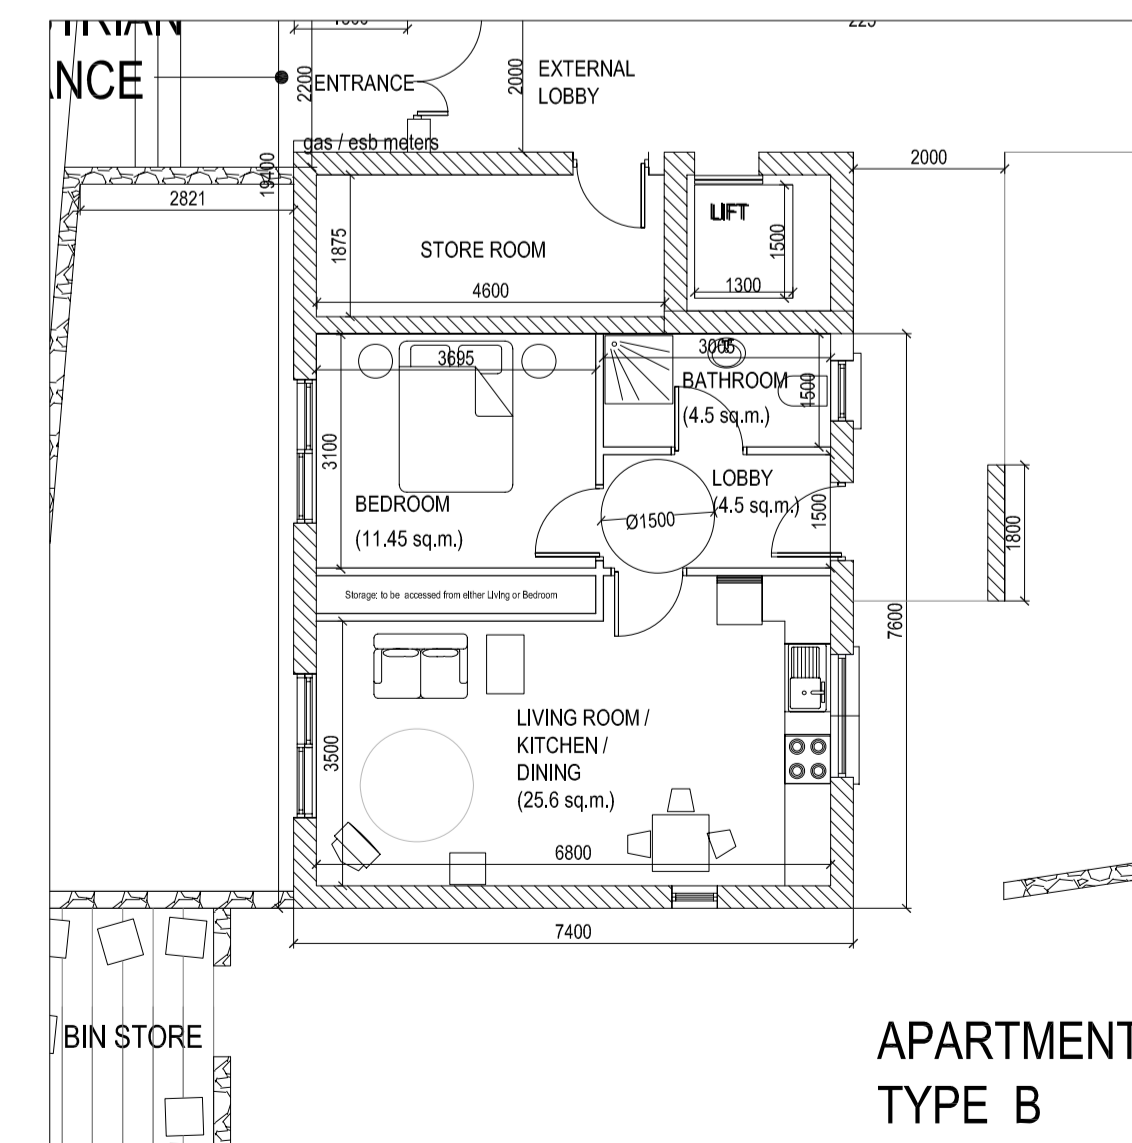 ANCE
ENTRANCE
2200
2000
EXTERNAL
LOBBY
gas / esb meters
19400
2821
2000
LIFT
1500
1300
1875
STORE ROOM
4600
3695
3005
BATHROOM
(4.5 sq.m.)
1500
3100
BEDROOM
(11.45 sq.m.)
LOBBY
(4.5 sq.m.)
Ø1500
1500
1800
Storage: to be accessed from either Living or Bedroom
7600
LIVING ROOM /
KITCHEN /
DINING
(25.6 sq.m.)
3500
6800
7400
BIN STORE
APARTMENT
TYPE B